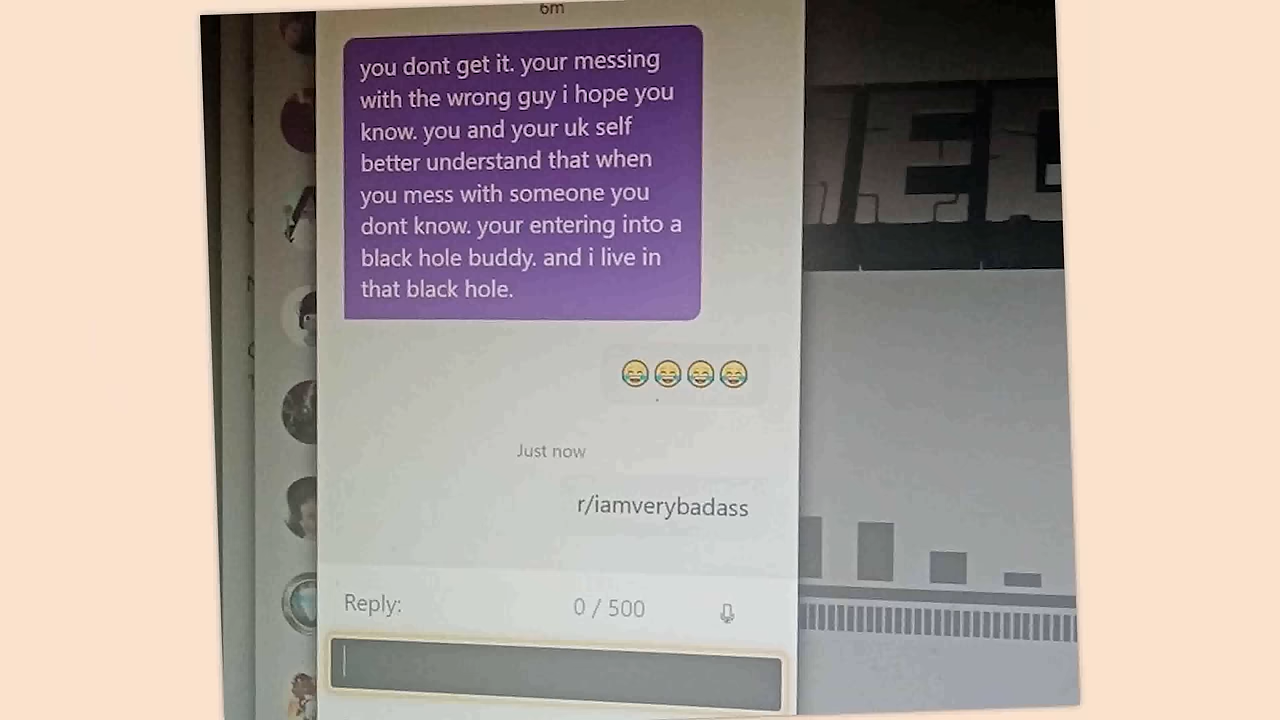 6m
you dont get it. your messing
with the wrong guy i hope you
know. you and your uk self
better understand that when
you mess with someone you
dont know. your entering into a
black hole buddy. and i live in
that black hole.
😂😂😂😂
Just now
r/iamverybadass
Reply:
0 / 500